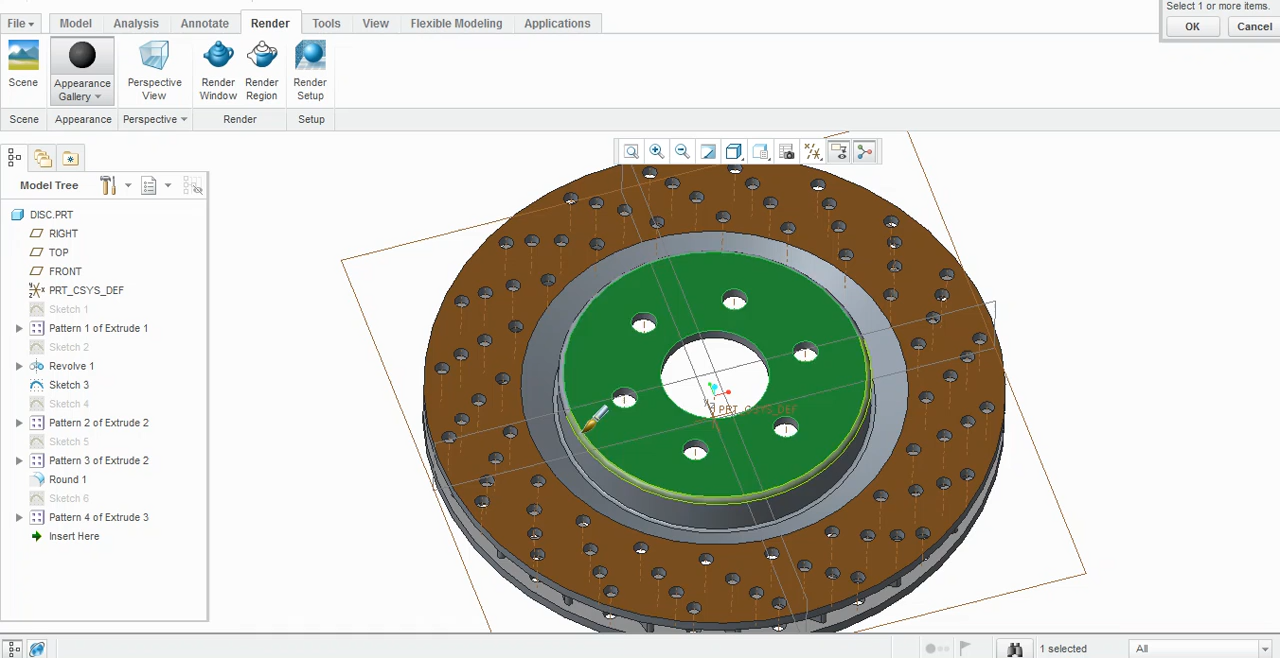 Select 1 or more items.
OK Cancel
File Model Analysis Annotate Render Tools View Flexible Modeling Applications
Scene Appearance Gallery Perspective View Render Window Render Region Render Setup
Scene Appearance Perspective Render Setup
Model Tree
DISC.PRT
RIGHT
TOP
FRONT
PRT_CSYS_DEF
Sketch 1
Pattern 1 of Extrude 1
Sketch 2
Revolve 1
Sketch 3
Sketch 4
Pattern 2 of Extrude 2
Sketch 5
Pattern 3 of Extrude 2
Round 1
Sketch 6
Pattern 4 of Extrude 3
Insert Here
PRT_CSYS_DEF
1 selected
All